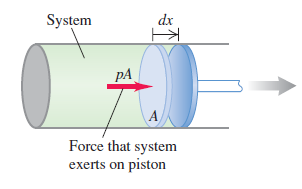 System
dx
pA
A
Force that system
exerts on piston